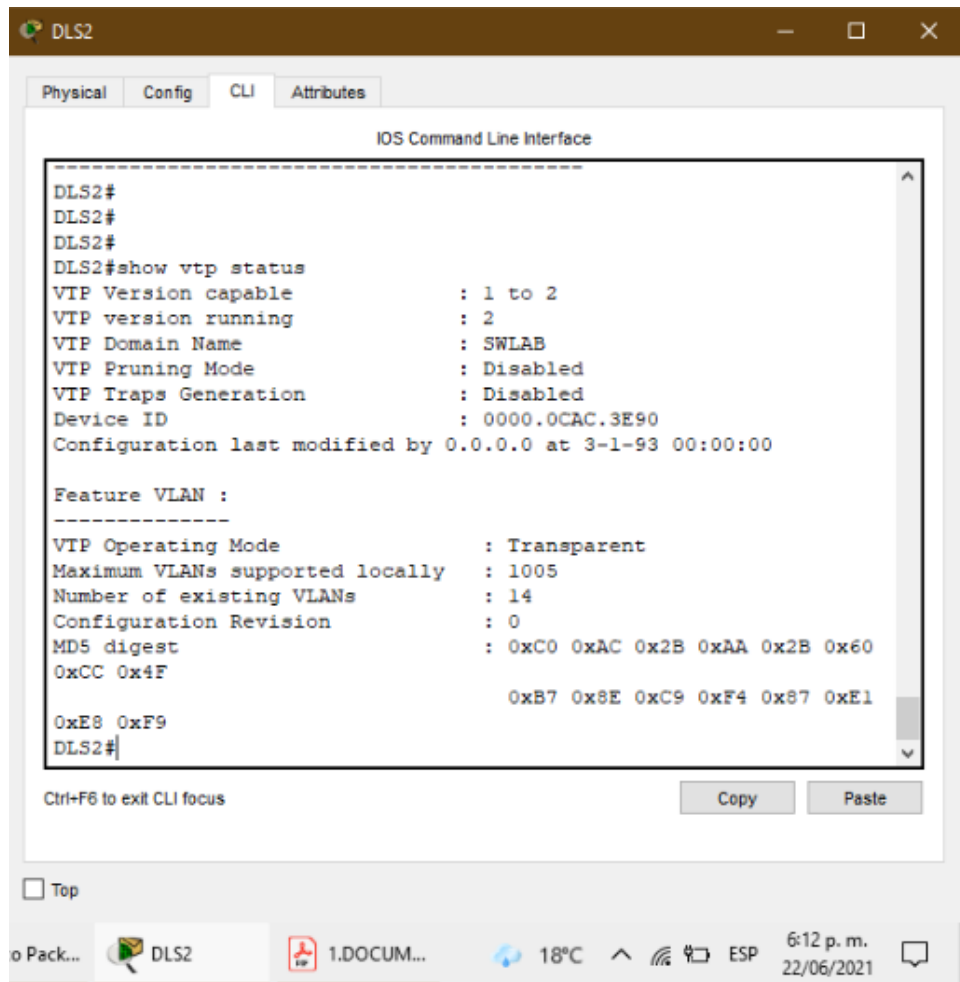 DLS2
Physical Config CLI Attributes
IOS Command Line Interface
-------------------------------------------
DLS2#
DLS2#
DLS2#
DLS2#show vtp status
VTP Version capable : 1 to 2
VTP version running : 2
VTP Domain Name : SWLAB
VTP Pruning Mode : Disabled
VTP Traps Generation : Disabled
Device ID : 0000.0CAC.3E90
Configuration last modified by 0.0.0.0 at 3-1-93 00:00:00
Feature VLAN :
--------------
VTP Operating Mode : Transparent
Maximum VLANs supported locally : 1005
Number of existing VLANs : 14
Configuration Revision : 0
MD5 digest : 0xC0 0xAC 0x2B 0xAA 0x2B 0x60
0xCC 0x4F
0xB7 0x8E 0xC9 0xF4 0x87 0xE1
0xE8 0xF9
DLS2#
Ctrl+F6 to exit CLI focus
Copy Paste
Top
o Pack... DLS2 1.DOCUM... 18°C ESP 6:12 p. m.
22/06/2021